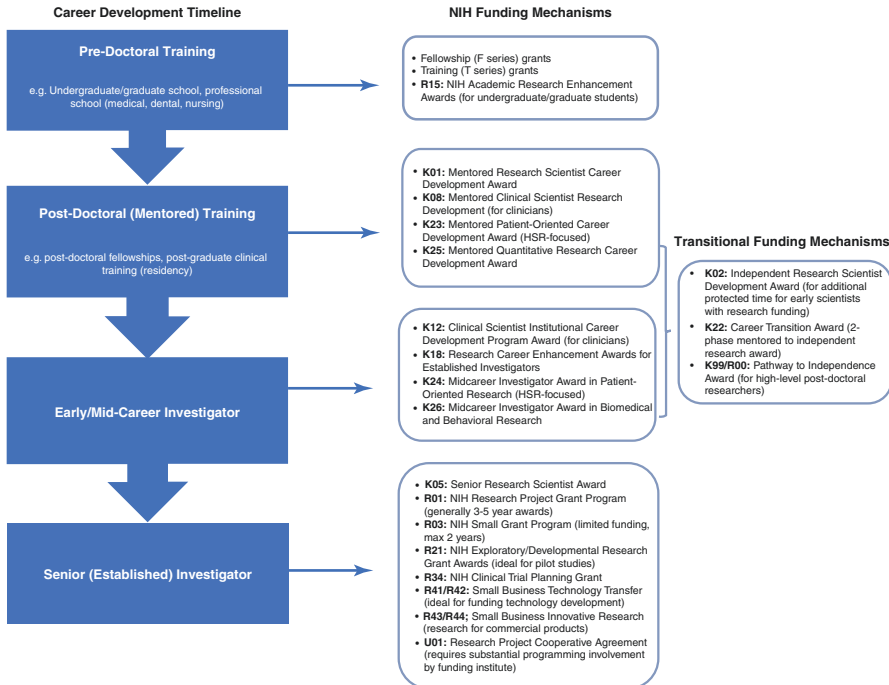 Career Development Timeline
NIH Funding Mechanisms
Pre-Doctoral Training
e.g. Undergraduate/graduate school, professional
school (medical, dental, nursing)
• Fellowship (F series) grants
• Training (T series) grants
• R15: NIH Academic Research Enhancement
Awards (for undergraduate/graduate students)
Post-Doctoral (Mentored) Training
e.g. post-doctoral fellowships, post-graduate clinical
training (residency)
• K01: Mentored Research Scientist Career
Development Award
• K08: Mentored Clinical Scientist Research
Development (for clinicians)
• K23: Mentored Patient-Oriented Career
Development Award (HSR-focused)
• K25: Mentored Quantitative Research Career
Development Award
Transitional Funding Mechanisms
• K02: Independent Research Scientist
Development Award (for additional
protected time for early scientists
with research funding)
• K22: Career Transition Award (2-
phase mentored to independent
research award)
• K99/R00: Pathway to Independence
Award (for high-level post-doctoral
researchers)
Early/Mid-Career Investigator
• K12: Clinical Scientist Institutional Career
Development Program Award (for clinicians)
• K18: Research Career Enhancement Awards for
Established Investigators
• K24: Midcareer Investigator Award in Patient-
Oriented Research (HSR-focused)
• K26: Midcareer Investigator Award in Biomedical
and Behavioral Research
Senior (Established) Investigator
• K05: Senior Research Scientist Award
• R01: NIH Research Project Grant Program
(generally 3-5 year awards)
• R03: NIH Small Grant Program (limited funding,
max 2 years)
• R21: NIH Exploratory/Developmental Research
Grant Awards (ideal for pilot studies)
• R34: NIH Clinical Trial Planning Grant
• R41/R42: Small Business Technology Transfer
(ideal for funding technology development)
• R43/R44; Small Business Innovative Research
(research for commercial products)
• U01: Research Project Cooperative Agreement
(requires substantial programming involvement
by funding institute)